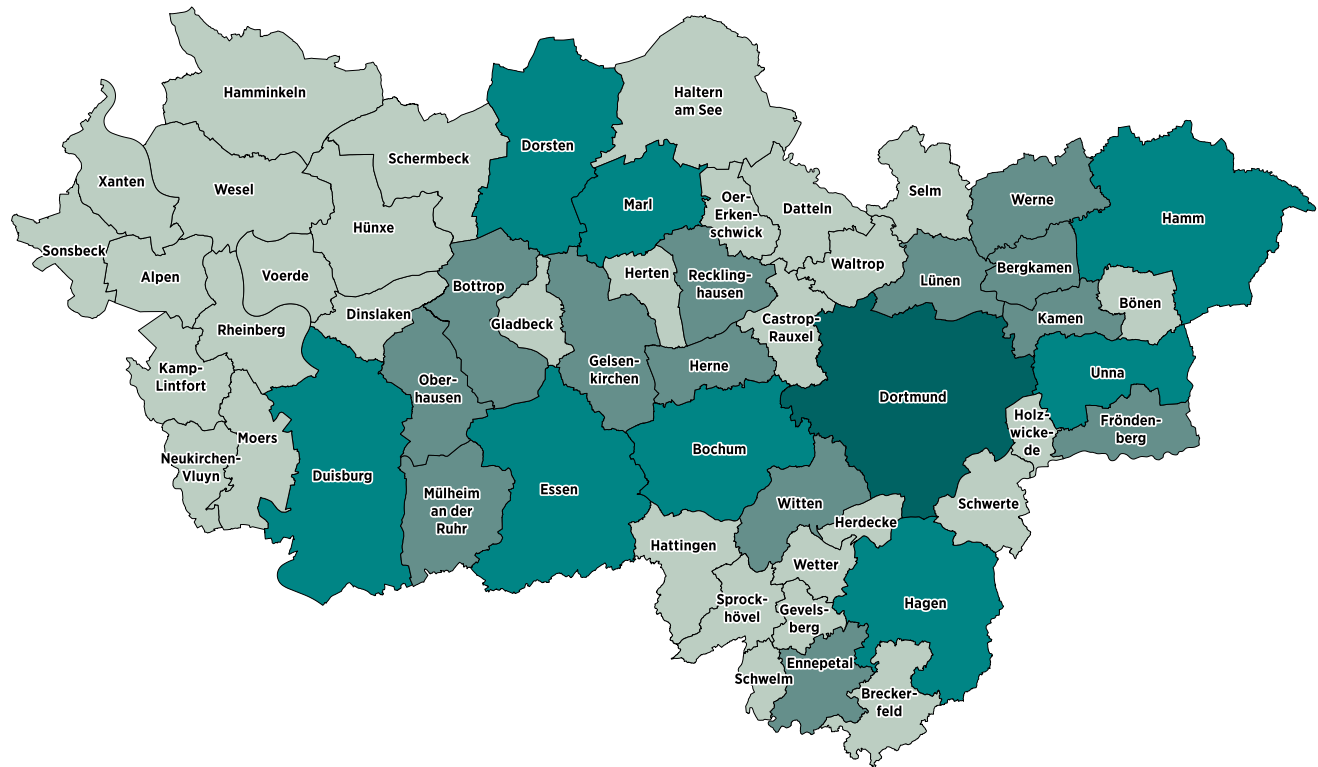 Hamminkeln
Haltern
am See
Dorsten
Schermbeck
Xanten
Wesel
Marl
Oer-
Erken-
schwick
Datteln
Selm
Werne
Hamm
Hünxe
Sonsbeck
Alpen
Voerde
Bottrop
Herten
Reckling-
hausen
Waltrop
Lünen
Bergkamen
Bönen
Rheinberg
Dinslaken
Gladbeck
Castrop-
Rauxel
Kamen
Kamp-
Lintfort
Ober-
hausen
Gelsen-
kirchen
Herne
Dortmund
Unna
Holz-
wicke-
de
Frönden-
berg
Moers
Neukirchen-
Vluyn
Duisburg
Mülheim
an der
Ruhr
Essen
Bochum
Witten
Herdecke
Schwerte
Hattingen
Wetter
Sprock-
hövel
Gevels-
berg
Hagen
Schwelm
Ennepetal
Brecker-
feld